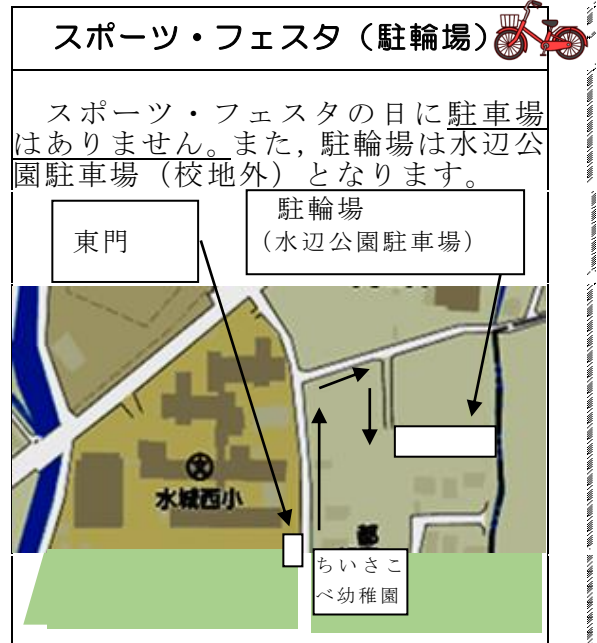 スポーツ・フェスタ（駐輪場）
スポーツ・フェスタの日に駐車場
はありません。また，駐輪場は水辺公
園駐車場（校地外）となります。
東門
駐輪場
（水辺公園駐車場）
水城西小
都
ちいさこ
べ幼稚園